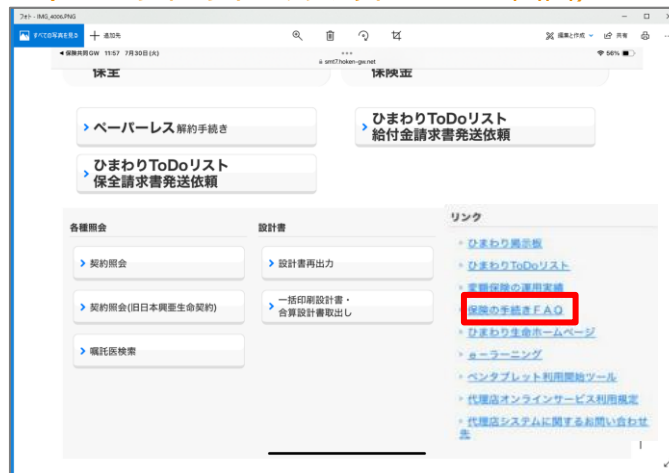 フォト - IMG_4006.PNG
すべての写真を見る
追加先
編集と作成
共有
保険共同GW 11:57 7月30日(火)
smt7.hoken-gw.net
56%
保全
保険金
ペーパーレス解約手続き
ひまわりToDoリスト
給付金請求書発送依頼
ひまわりToDoリスト
保全請求書発送依頼
各種照会
設計書
リンク
契約照会
設計書再出力
契約照会(旧日本興亜生命契約)
一括印刷設計書・
合算設計書取出し
嘱託医検索
ひまわり掲示板
ひまわりToDoリスト
変額保険の運用実績
保険の手続きFAQ
ひまわり生命ホームページ
e-ラーニング
ペンタブレット利用開始ツール
代理店オンラインサービス利用規定
代理店システムに関するお問い合わせ
先